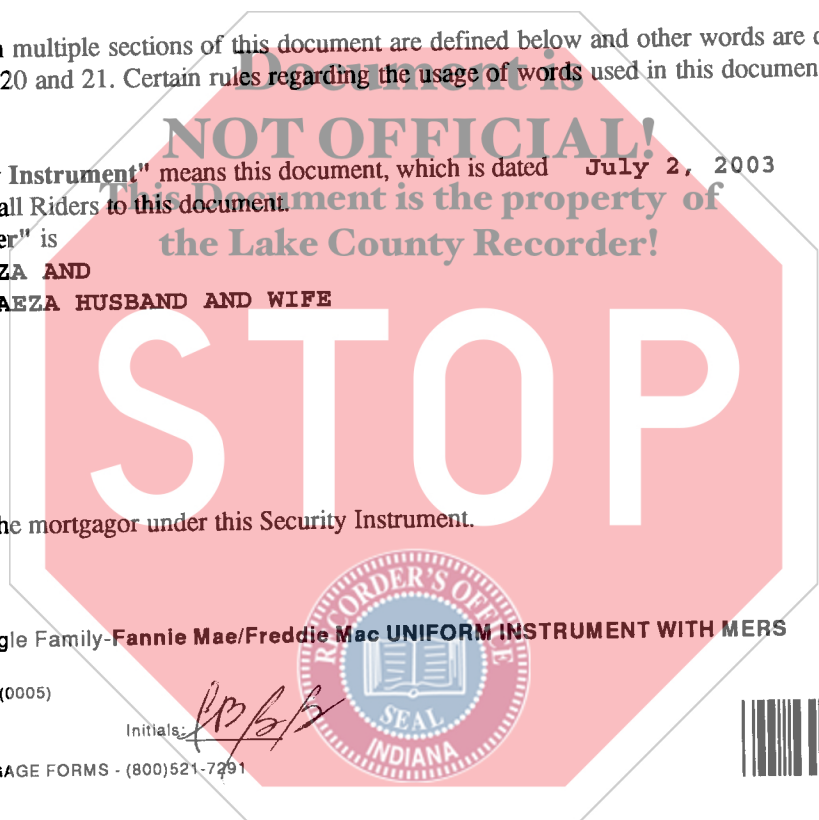 multiple sections of this document are defined below and other words are
20 and 21. Certain rules regarding the usage of words used in this documen
Document is
NOT OFFICIAL!
Instrument" means this document, which is dated July 2, 2003
This Document is the property of
all Riders to this document.
er" is
the Lake County Recorder!
ZA AND
AEZA HUSBAND AND WIFE
STOP
he mortgagor under this Security Instrument.
RECORDER'S OFFICE
gle Family-Fannie Mae/Freddie Mac UNIFORM INSTRUMENT WITH MERS
(0005)
Initials:
SEAL
INDIANA
GAGE FORMS - (800)521-7291